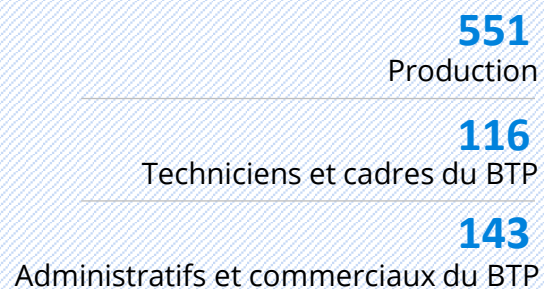 551
Production
116
Techniciens et cadres du BTP
143
Administratifs et commerciaux du BTP